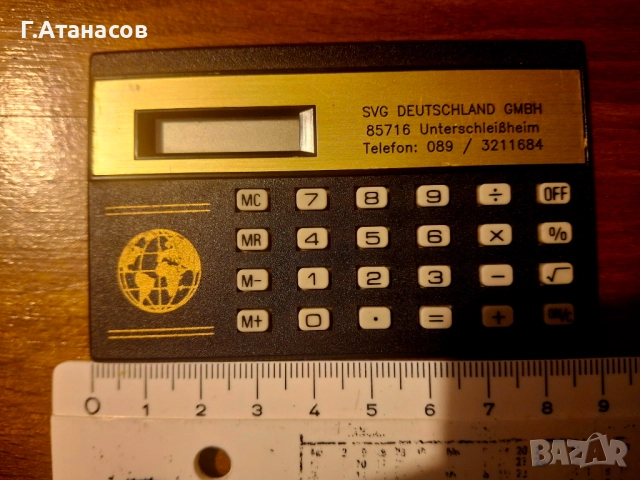 Г.Атанасов
SVG DEUTSCHLAND GMBH
85716 Unterschleißheim
Telefon: 089 / 3211684
MC 7 8 9 ÷ OFF
MR 4 5 6 × %
M- 1 2 3 − √
M+ 0 . = +
0 1 2 3 4 5 6 7 8 9
BAZAR